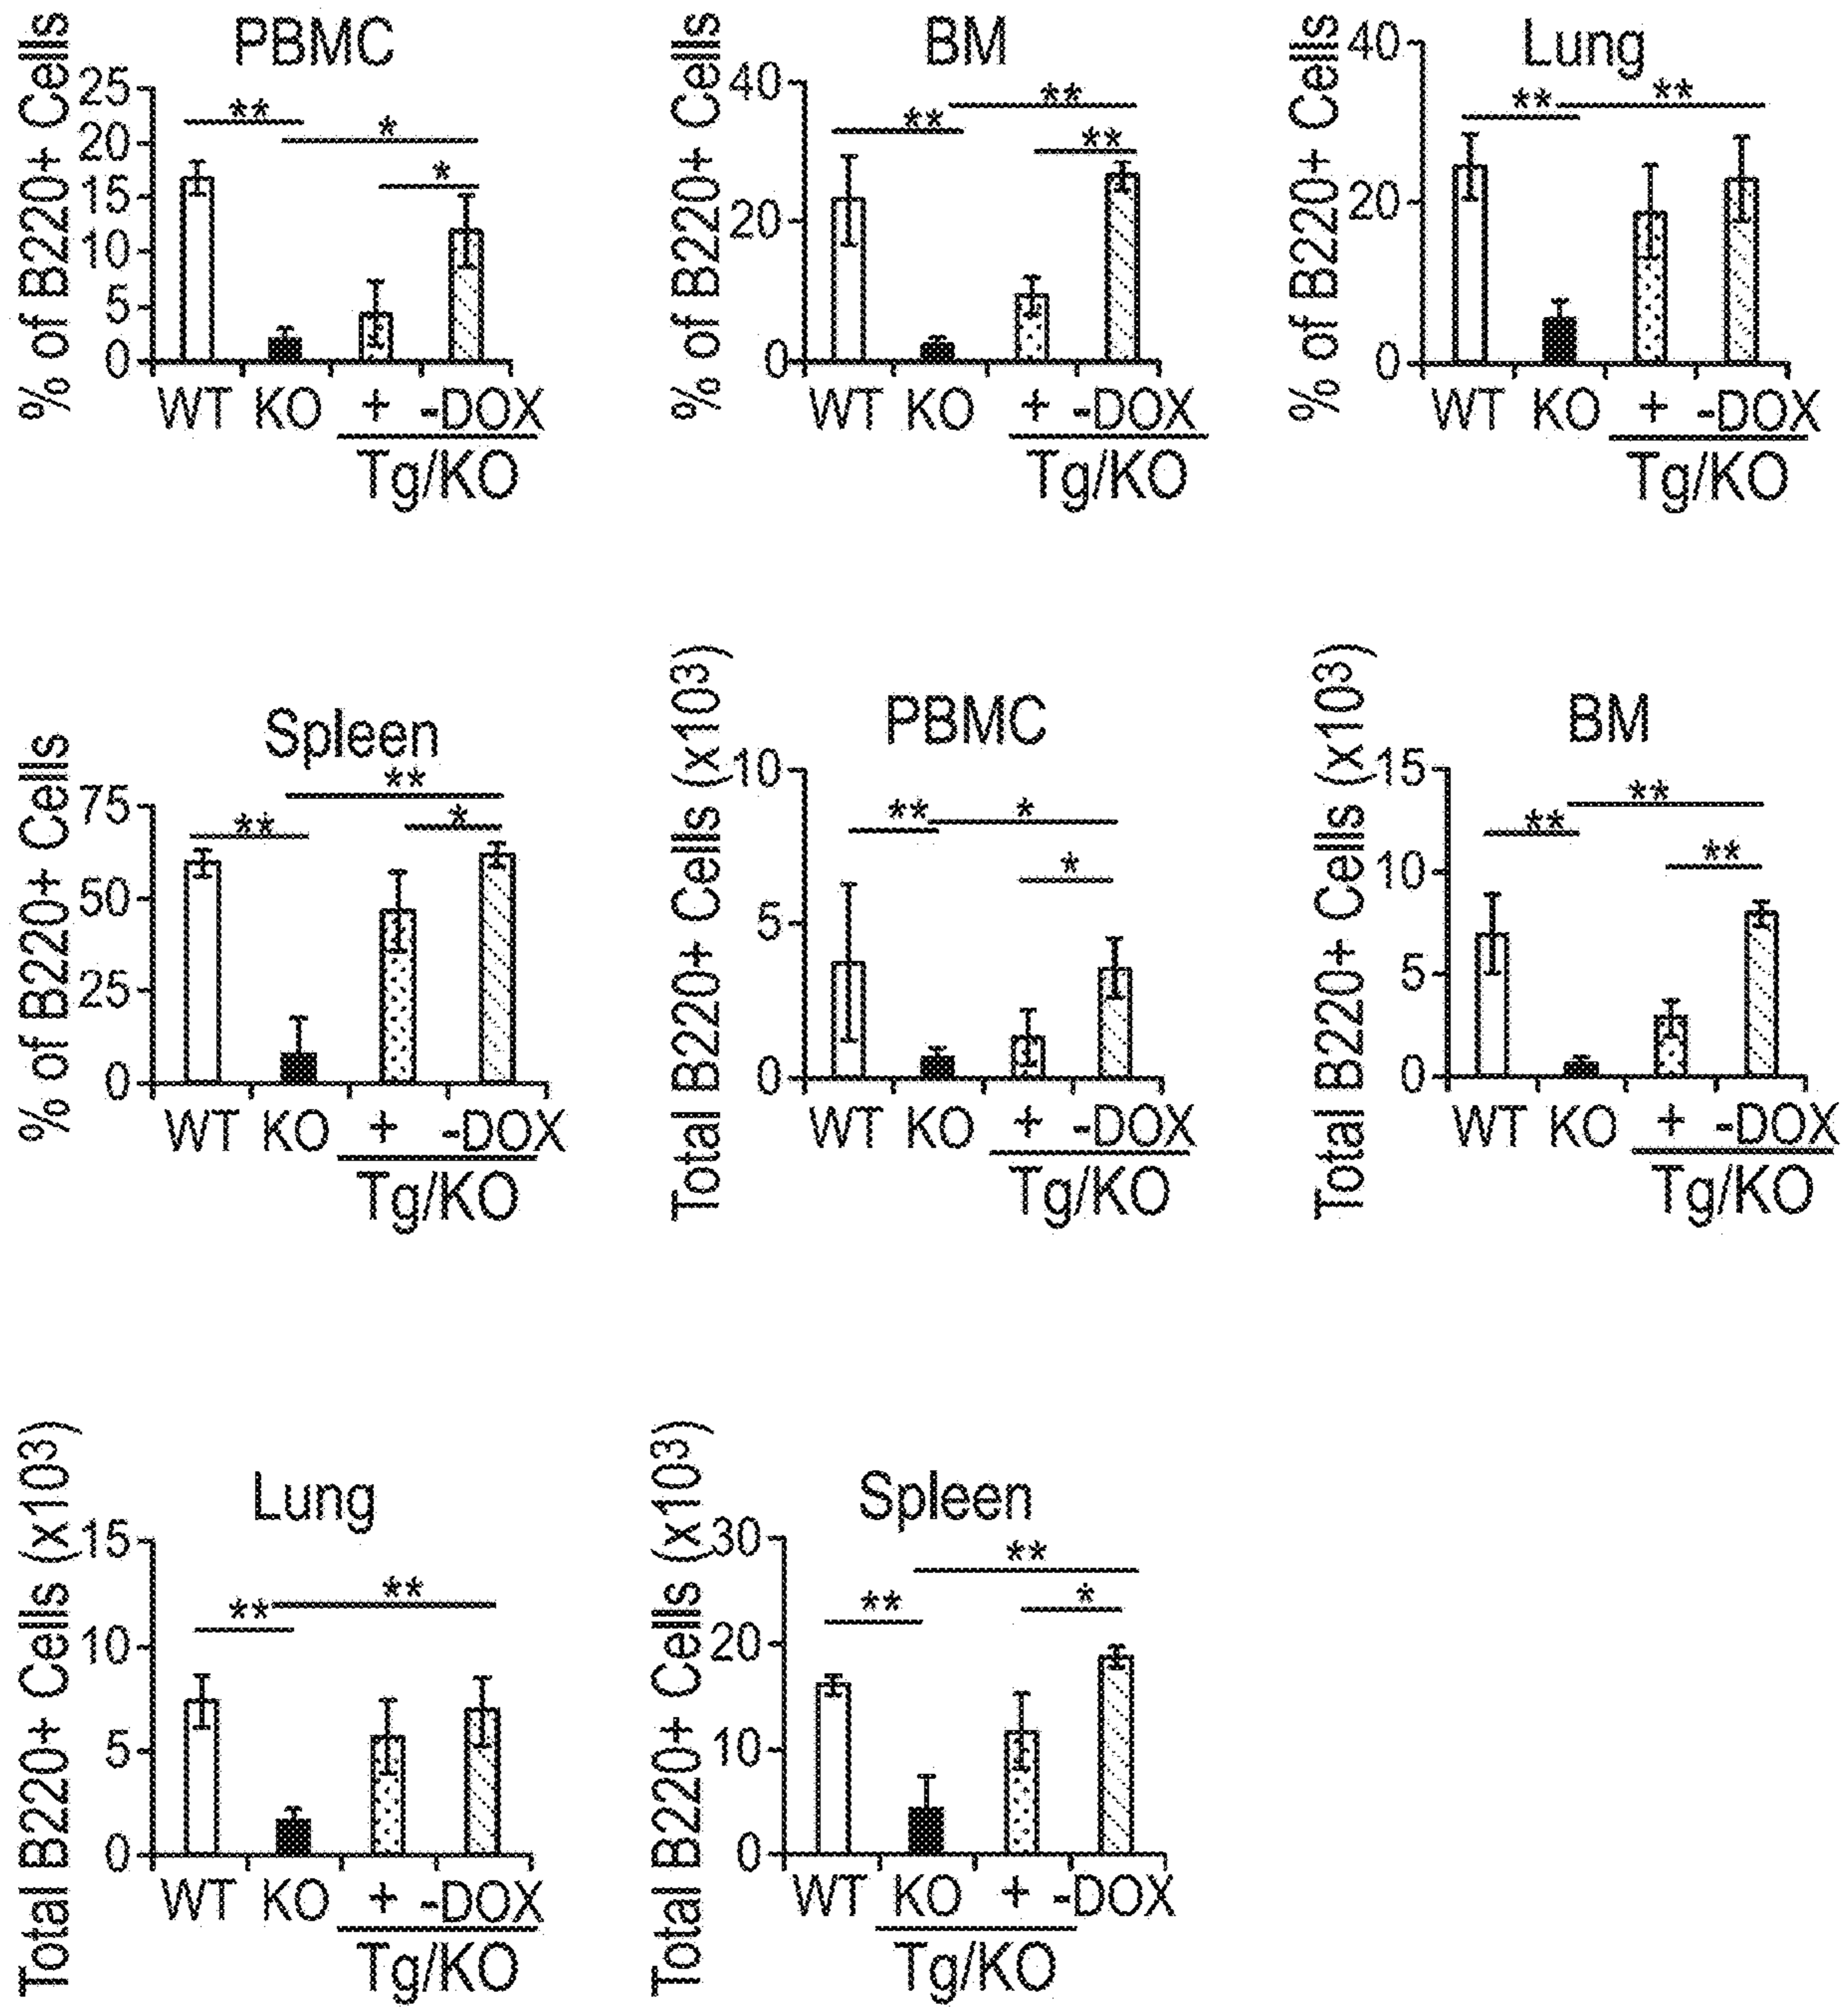 PBMC
% of B220+ Cells
25
20
15
10
5
0
**
*
*
WT KO + -DOX
Tg/KO
BM
% of B220+ Cells
40
20
0
**
**
**
WT KO + -DOX
Tg/KO
Lung
% of B220+ Cells
40
20
0
**
**
WT KO + -DOX
Tg/KO
Spleen
% of B220+ Cells
75
50
25
0
**
**
*
WT KO + -DOX
Tg/KO
PBMC
Total B220+ Cells (x10³)
10
5
0
**
*
*
WT KO + -DOX
Tg/KO
BM
Total B220+ Cells (x10³)
15
10
5
0
**
**
**
WT KO + -DOX
Tg/KO
Lung
Total B220+ Cells (x10³)
15
10
5
0
**
**
WT KO + -DOX
Tg/KO
Spleen
Total B220+ Cells (x10³)
30
20
10
0
**
**
*
WT KO + -DOX
Tg/KO